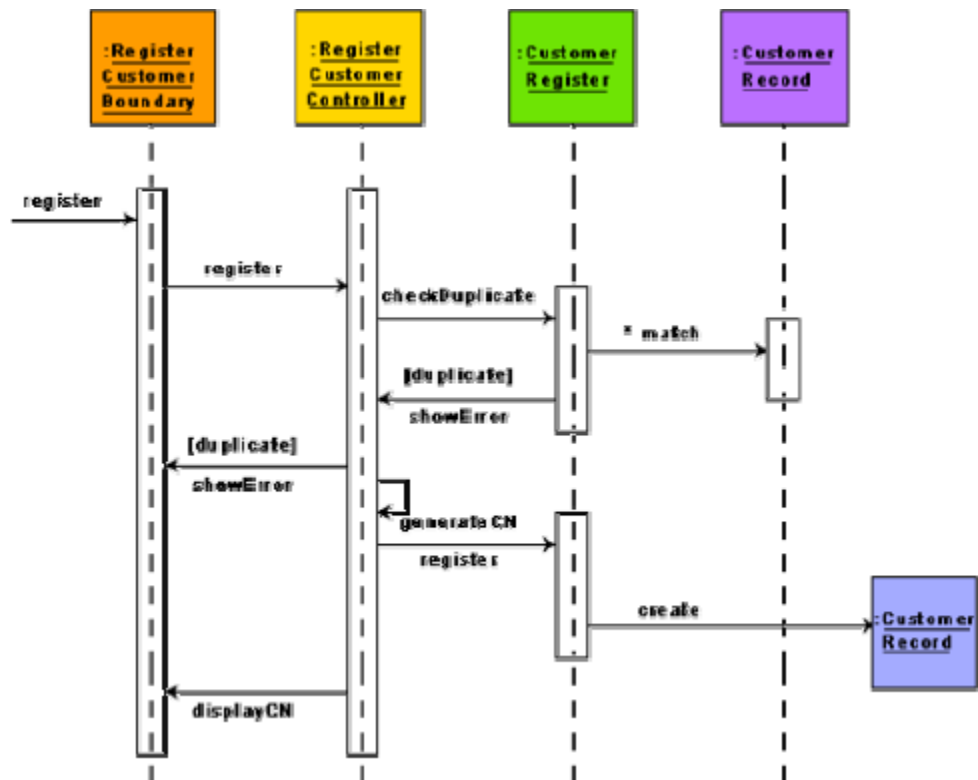 :Register
Customer
Boundary
:Register
Customer
Controller
:Customer
Register
:Customer
Record
register
register
checkDuplicate
* match
[duplicate]
showError
[duplicate]
showError
generateCN
register
create
:Customer
Record
displayCN